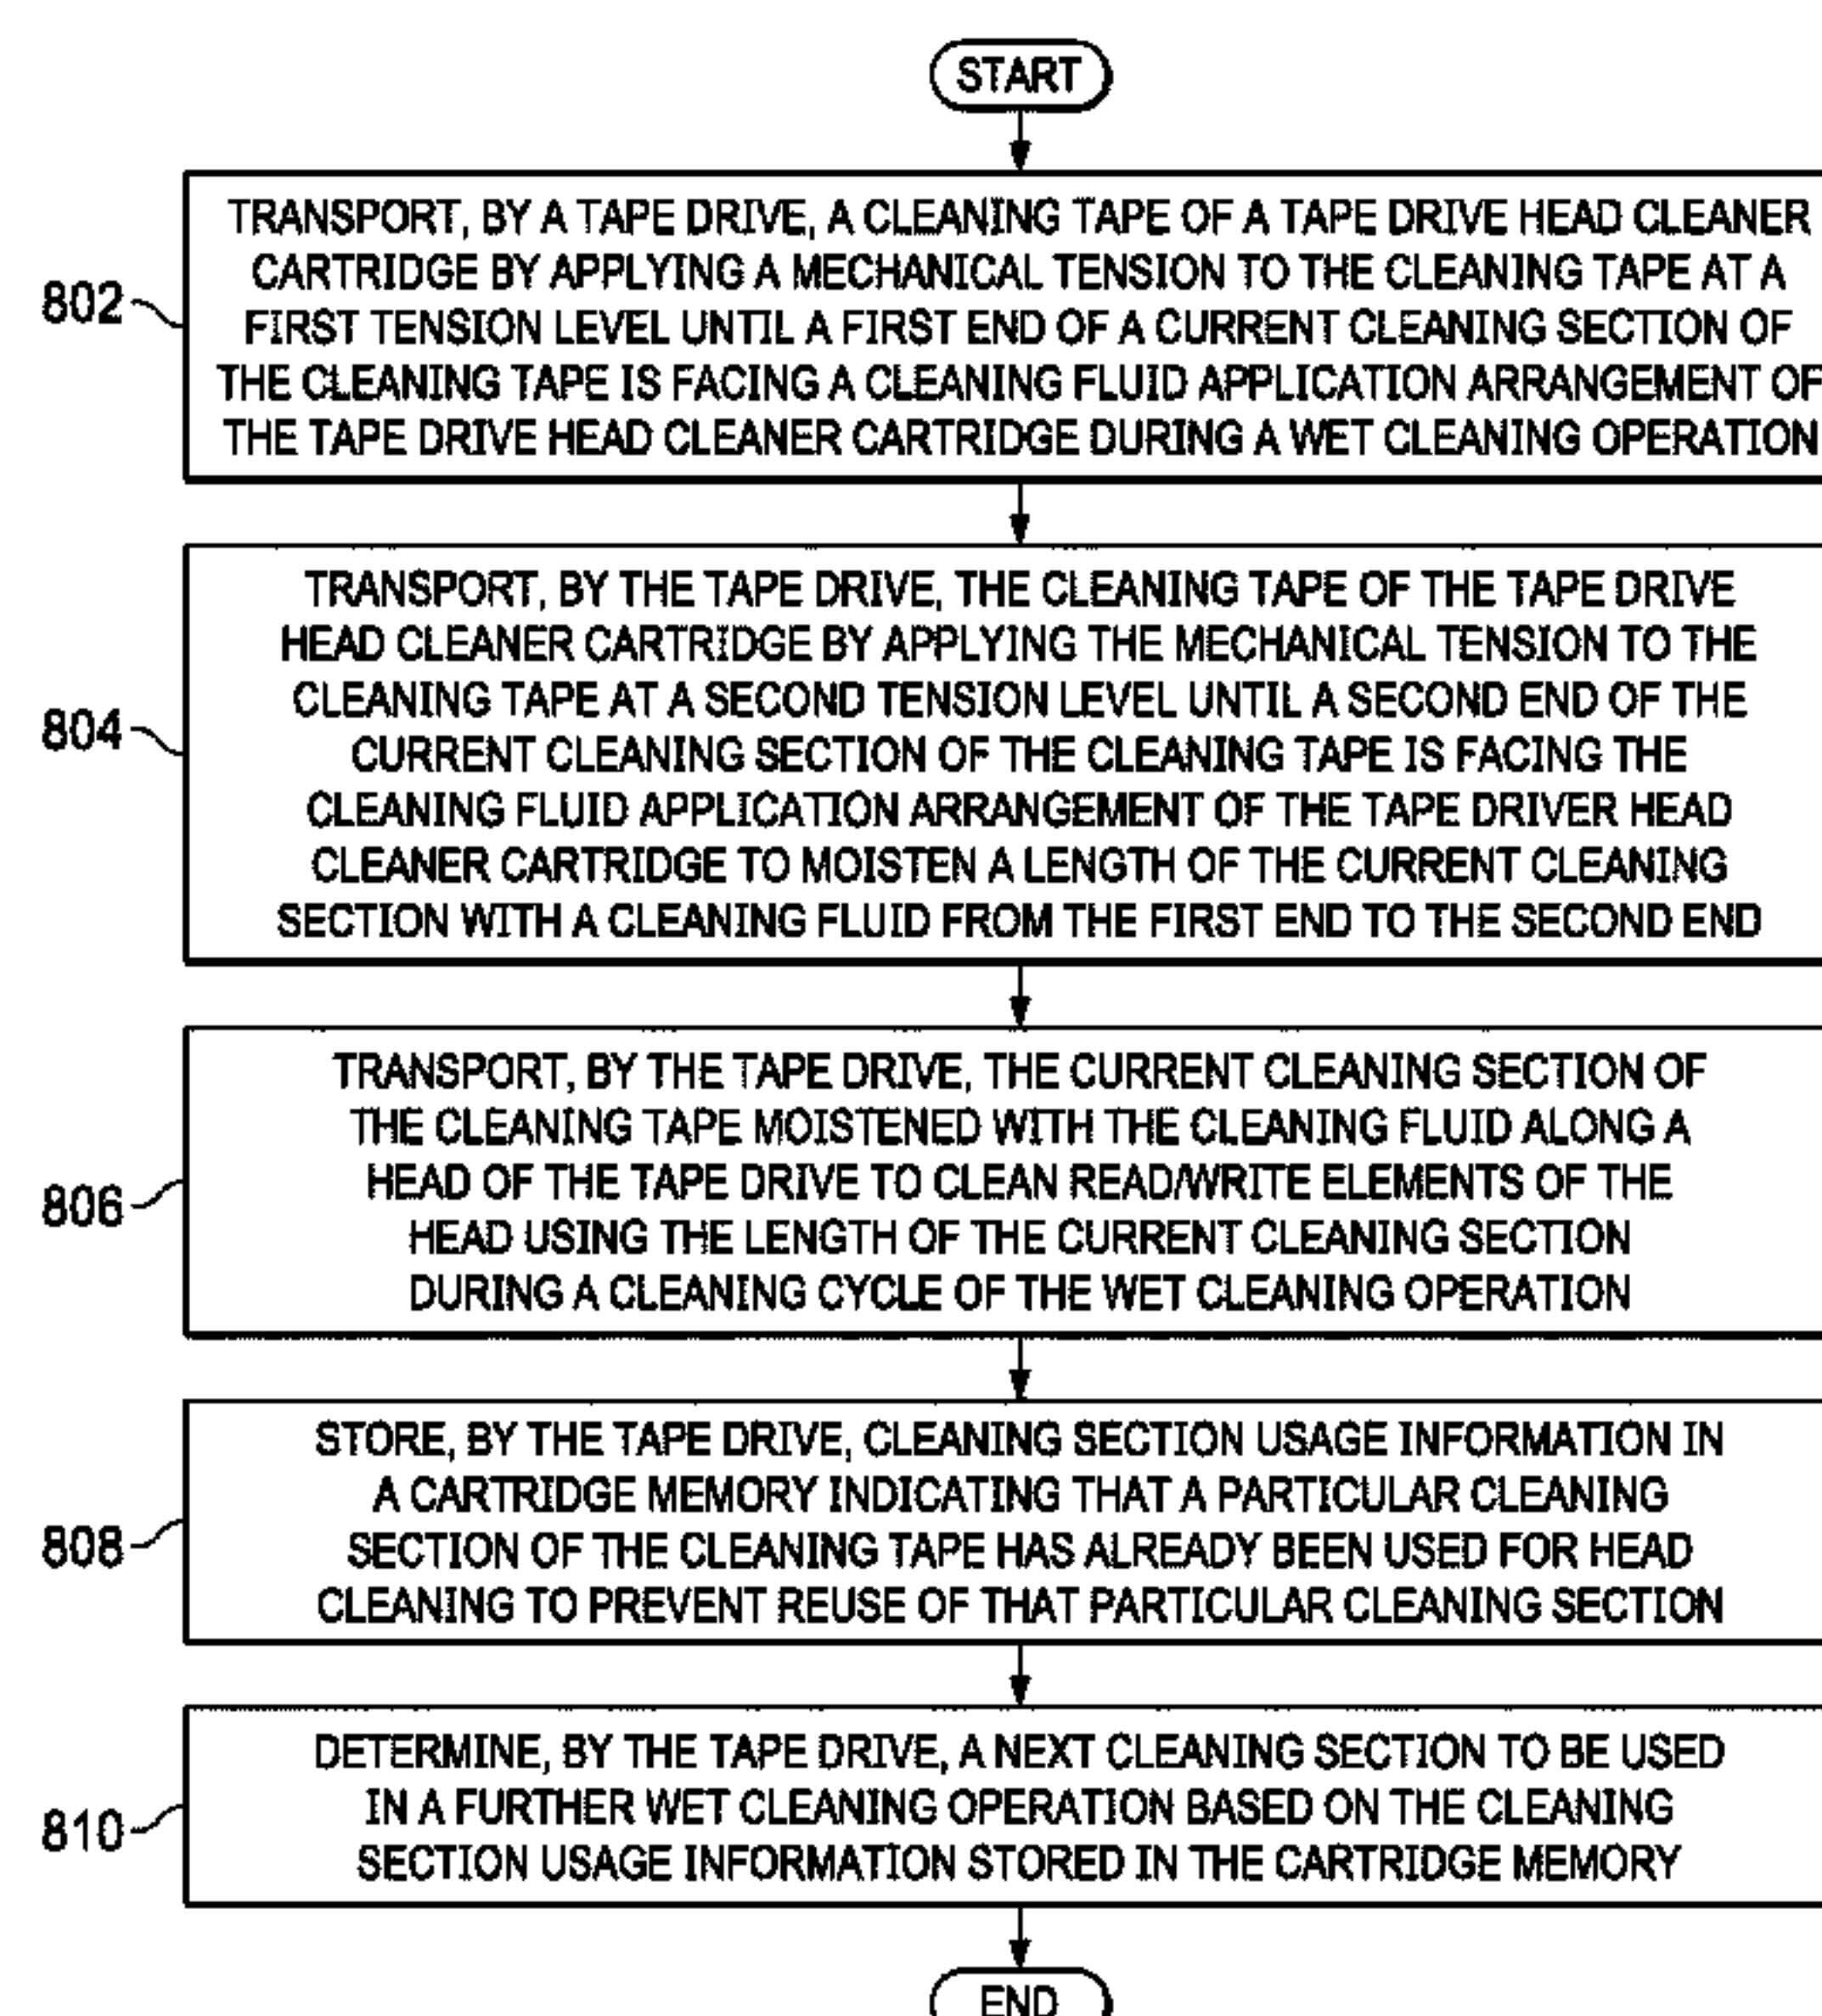 START
802
TRANSPORT, BY A TAPE DRIVE, A CLEANING TAPE OF A TAPE DRIVE HEAD CLEANER
CARTRIDGE BY APPLYING A MECHANICAL TENSION TO THE CLEANING TAPE AT A
FIRST TENSION LEVEL UNTIL A FIRST END OF A CURRENT CLEANING SECTION OF
THE CLEANING TAPE IS FACING A CLEANING FLUID APPLICATION ARRANGEMENT OF
THE TAPE DRIVE HEAD CLEANER CARTRIDGE DURING A WET CLEANING OPERATION
804
TRANSPORT, BY THE TAPE DRIVE, THE CLEANING TAPE OF THE TAPE DRIVE
HEAD CLEANER CARTRIDGE BY APPLYING THE MECHANICAL TENSION TO THE
CLEANING TAPE AT A SECOND TENSION LEVEL UNTIL A SECOND END OF THE
CURRENT CLEANING SECTION OF THE CLEANING TAPE IS FACING THE
CLEANING FLUID APPLICATION ARRANGEMENT OF THE TAPE DRIVER HEAD
CLEANER CARTRIDGE TO MOISTEN A LENGTH OF THE CURRENT CLEANING
SECTION WITH A CLEANING FLUID FROM THE FIRST END TO THE SECOND END
806
TRANSPORT, BY THE TAPE DRIVE, THE CURRENT CLEANING SECTION OF
THE CLEANING TAPE MOISTENED WITH THE CLEANING FLUID ALONG A
HEAD OF THE TAPE DRIVE TO CLEAN READ/WRITE ELEMENTS OF THE
HEAD USING THE LENGTH OF THE CURRENT CLEANING SECTION
DURING A CLEANING CYCLE OF THE WET CLEANING OPERATION
808
STORE, BY THE TAPE DRIVE, CLEANING SECTION USAGE INFORMATION IN
A CARTRIDGE MEMORY INDICATING THAT A PARTICULAR CLEANING
SECTION OF THE CLEANING TAPE HAS ALREADY BEEN USED FOR HEAD
CLEANING TO PREVENT REUSE OF THAT PARTICULAR CLEANING SECTION
810
DETERMINE, BY THE TAPE DRIVE, A NEXT CLEANING SECTION TO BE USED
IN A FURTHER WET CLEANING OPERATION BASED ON THE CLEANING
SECTION USAGE INFORMATION STORED IN THE CARTRIDGE MEMORY
END